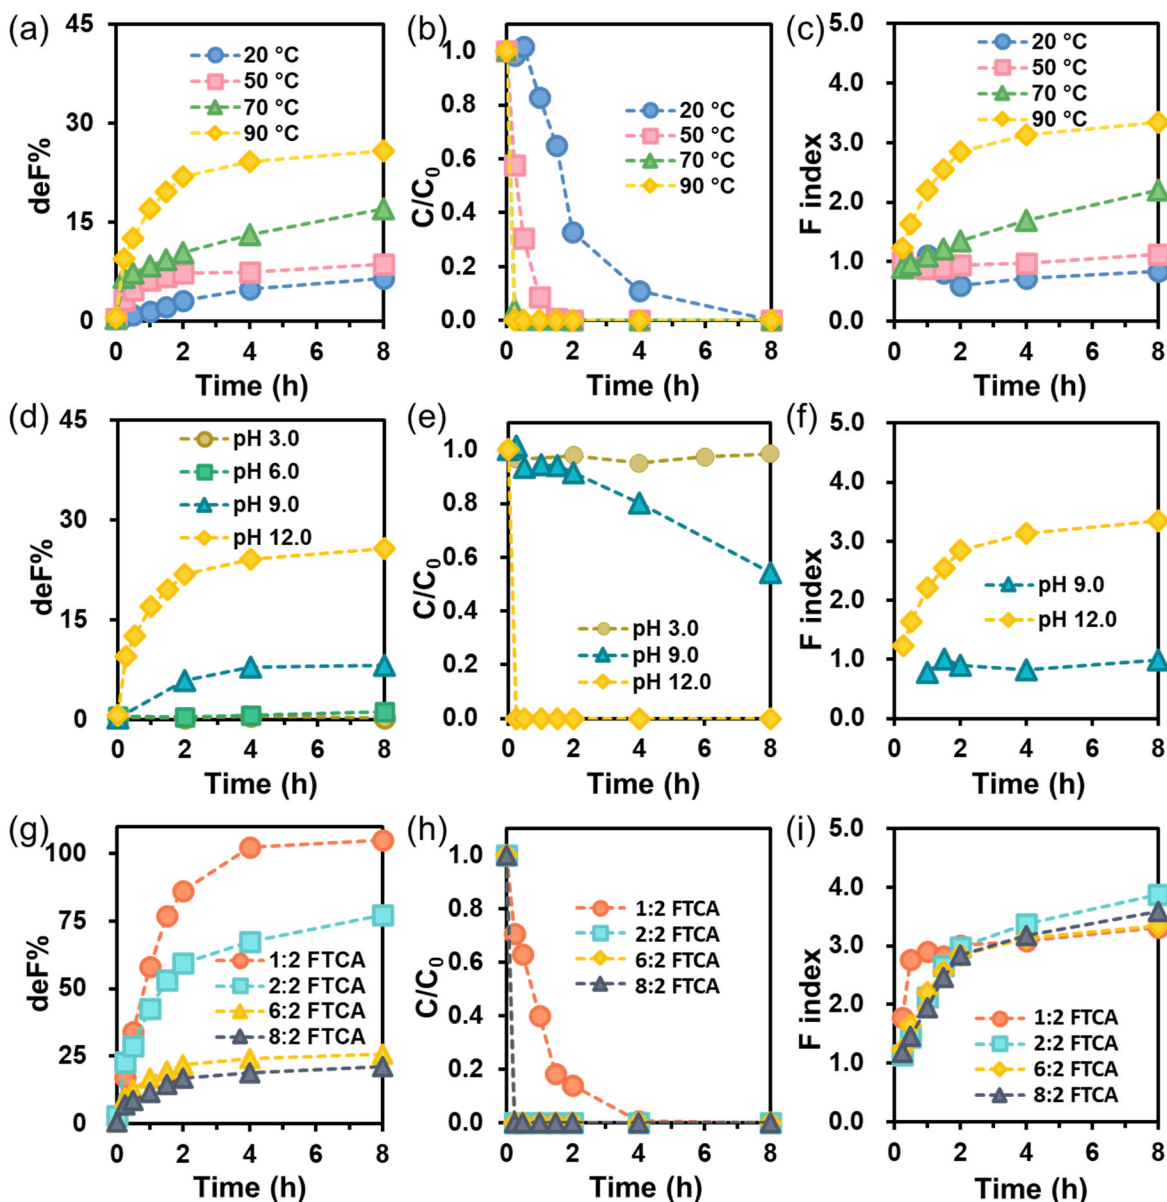 (a)
45
30
15
0
deF%
20 °C
50 °C
70 °C
90 °C
0 2 4 6 8
Time (h)
(b)
1.0
0.8
0.6
0.4
0.2
0.0
C/C0
20 °C
50 °C
70 °C
90 °C
0 2 4 6 8
Time (h)
(c)
5.0
4.0
3.0
2.0
1.0
0.0
F index
20 °C
50 °C
70 °C
90 °C
0 2 4 6 8
Time (h)
(d)
45
30
15
0
deF%
pH 3.0
pH 6.0
pH 9.0
pH 12.0
0 2 4 6 8
Time (h)
(e)
1.0
0.8
0.6
0.4
0.2
0.0
C/C0
pH 3.0
pH 9.0
pH 12.0
0 2 4 6 8
Time (h)
(f)
5.0
4.0
3.0
2.0
1.0
0.0
F index
pH 9.0
pH 12.0
0 2 4 6 8
Time (h)
(g)
100
75
50
25
0
deF%
1:2 FTCA
2:2 FTCA
6:2 FTCA
8:2 FTCA
0 2 4 6 8
Time (h)
(h)
1.0
0.8
0.6
0.4
0.2
0.0
C/C0
1:2 FTCA
2:2 FTCA
6:2 FTCA
8:2 FTCA
0 2 4 6 8
Time (h)
(i)
5.0
4.0
3.0
2.0
1.0
F index
1:2 FTCA
2:2 FTCA
6:2 FTCA
8:2 FTCA
0 2 4 6 8
Time (h)